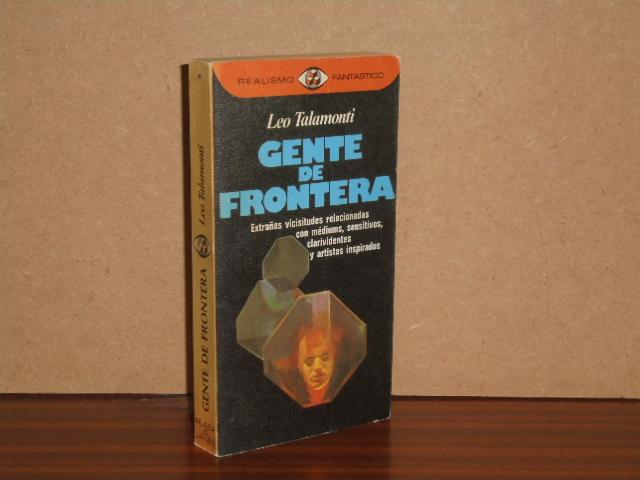 REALISMO FANTASTICO
Leo Talamonti
GENTE
DE
FRONTERA
Extrañas vicisitudes relacionadas
con médiums, sensitivos,
clarividentes
y artistas inspirados
GENTE DE FRONTERA Leo Talamonti